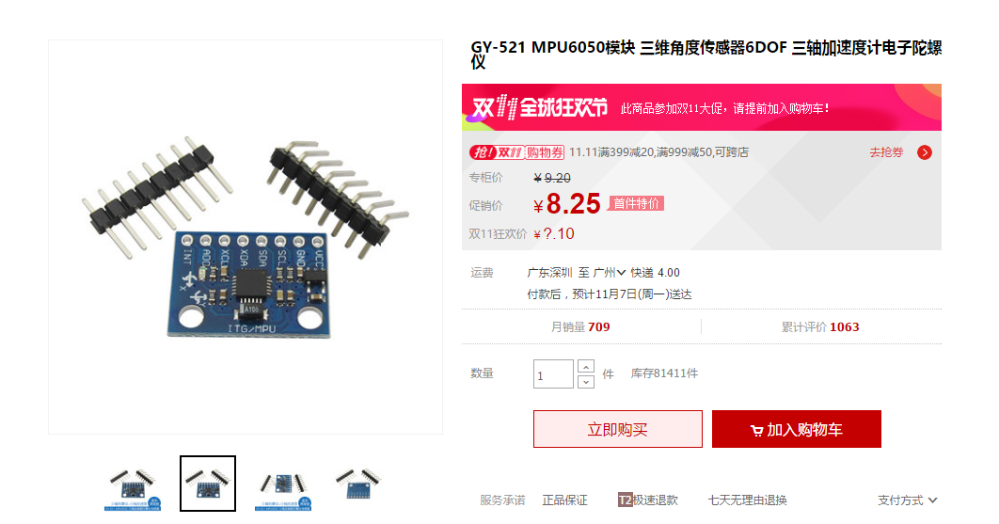 GY-521 MPU6050模块 三维角度传感器6DOF 三轴加速度计电子陀螺
仪
双11全球狂欢节 此商品参加双11大促，请提前加入购物车！
抢！双11 购物券 11.11满399减20,满999减50,可跨店 去抢券
专柜价 ¥ 9.20
促销价 ¥ 8.25 首件特价
双11狂欢价 ¥ ?.10
运费 广东深圳 至 广州 快递 4.00
付款后，预计11月7日(周一)送达
月销量 709 累计评价 1063
数量 1 件 库存81411件
立即购买 加入购物车
服务承诺 正品保证 T2极速退款 七天无理由退换 支付方式
INT ADO XCL XDA SDA SCL GND VCC
X
Y
A106
ITG/MPU